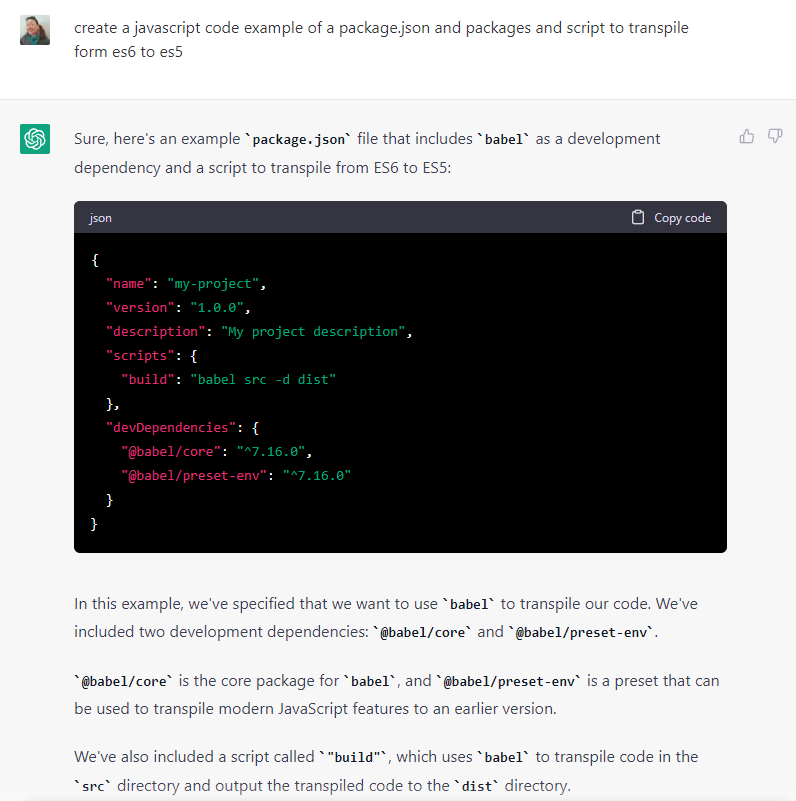 create a javascript code example of a package.json and packages and script to transpile
form es6 to es5
Sure, here's an example `package.json` file that includes `babel` as a development
dependency and a script to transpile from ES6 to ES5:
json
Copy code
{
"name": "my-project",
"version": "1.0.0",
"description": "My project description",
"scripts": {
"build": "babel src -d dist"
},
"devDependencies": {
"@babel/core": "^7.16.0",
"@babel/preset-env": "^7.16.0"
}
}
In this example, we've specified that we want to use `babel` to transpile our code. We've
included two development dependencies: `@babel/core` and `@babel/preset-env`.
`@babel/core` is the core package for `babel`, and `@babel/preset-env` is a preset that can
be used to transpile modern JavaScript features to an earlier version.
We've also included a script called `"build"`, which uses `babel` to transpile code in the
`src` directory and output the transpiled code to the `dist` directory.